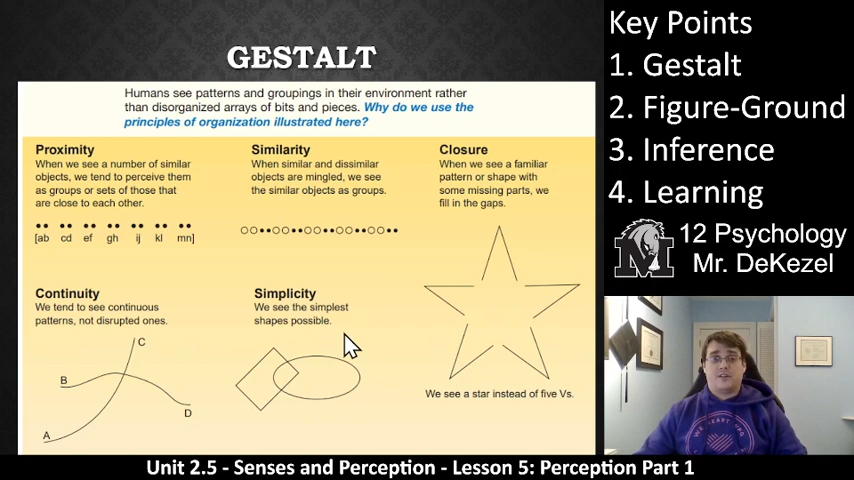 GESTALT
Humans see patterns and groupings in their environment rather
than disorganized arrays of bits and pieces. Why do we use the
principles of organization illustrated here?
Proximity
When we see a number of similar
objects, we tend to perceive them
as groups or sets of those that
are close to each other.
[ab cd ef gh ij kl mn]
Similarity
When similar and dissimilar
objects are mingled, we see
the similar objects as groups.
Closure
When we see a familiar
pattern or shape with
some missing parts, we
fill in the gaps.
We see a star instead of five Vs.
Continuity
We tend to see continuous
patterns, not disrupted ones.
C
B
D
A
Simplicity
We see the simplest
shapes possible.
Key Points
1. Gestalt
2. Figure-Ground
3. Inference
4. Learning
M
12 Psychology
Mr. DeKezel
Unit 2.5 - Senses and Perception - Lesson 5: Perception Part 1